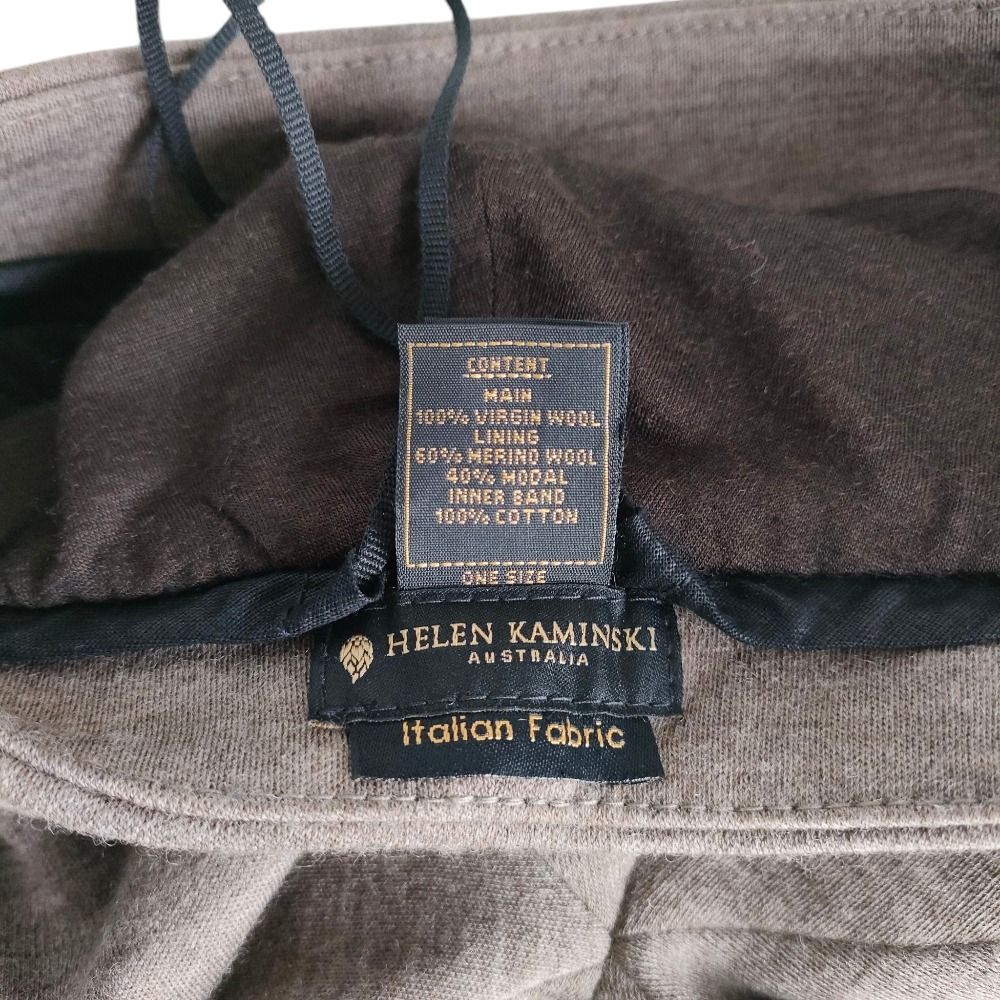 CONTENT
MAIN
100% VIRGIN WOOL
LINING
60% MERINO WOOL
40% MODAL
INNER BAND
100% COTTON
ONE SIZE
HELEN KAMINSKI
AUSTRALIA
Italian Fabric